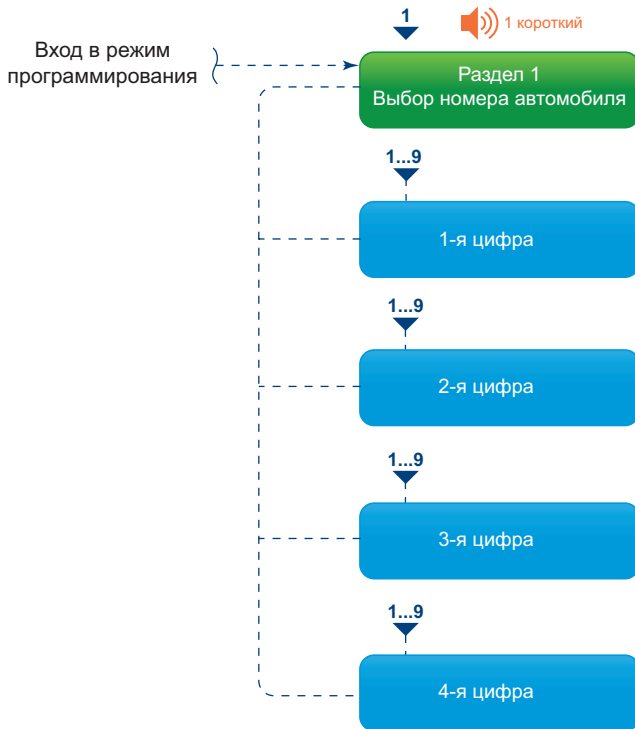 1
1 короткий
Вход в режим
программирования
Раздел 1
Выбор номера автомобиля
1...9
1-я цифра
1...9
2-я цифра
1...9
3-я цифра
1...9
4-я цифра